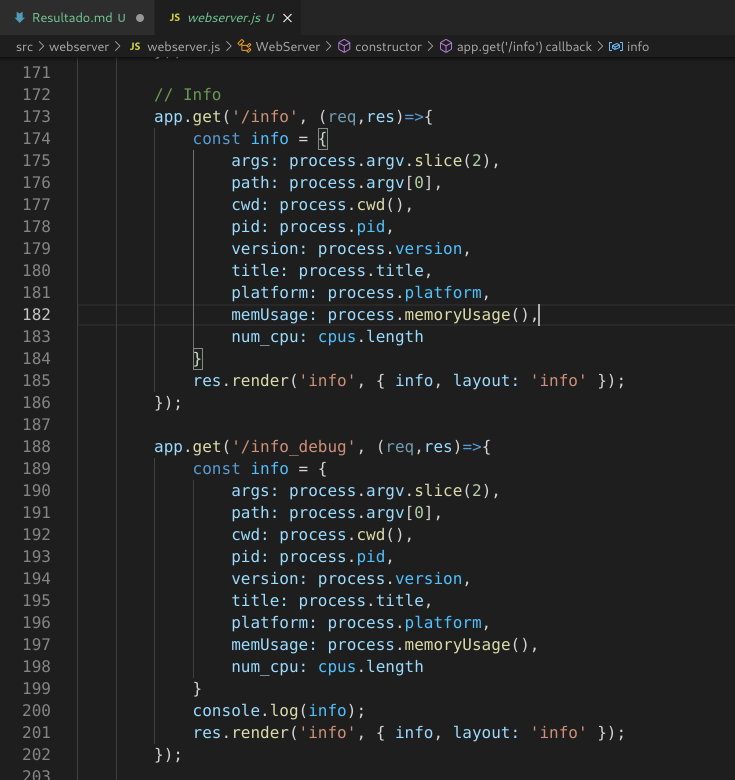 Resultado.md U
JS webserver.js U
src > webserver > JS webserver.js > WebServer > constructor > app.get('/info') callback > info
171
172 // Info
173 app.get('/info', (req,res)=>{
174 const info = {
175 args: process.argv.slice(2),
176 path: process.argv[0],
177 cwd: process.cwd(),
178 pid: process.pid,
179 version: process.version,
180 title: process.title,
181 platform: process.platform,
182 memUsage: process.memoryUsage(),
183 num_cpu: cpus.length
184 }
185 res.render('info', { info, layout: 'info' });
186 });
187
188 app.get('/info_debug', (req,res)=>{
189 const info = {
190 args: process.argv.slice(2),
191 path: process.argv[0],
192 cwd: process.cwd(),
193 pid: process.pid,
194 version: process.version,
195 title: process.title,
196 platform: process.platform,
197 memUsage: process.memoryUsage(),
198 num_cpu: cpus.length
199 }
200 console.log(info);
201 res.render('info', { info, layout: 'info' });
202 });
203